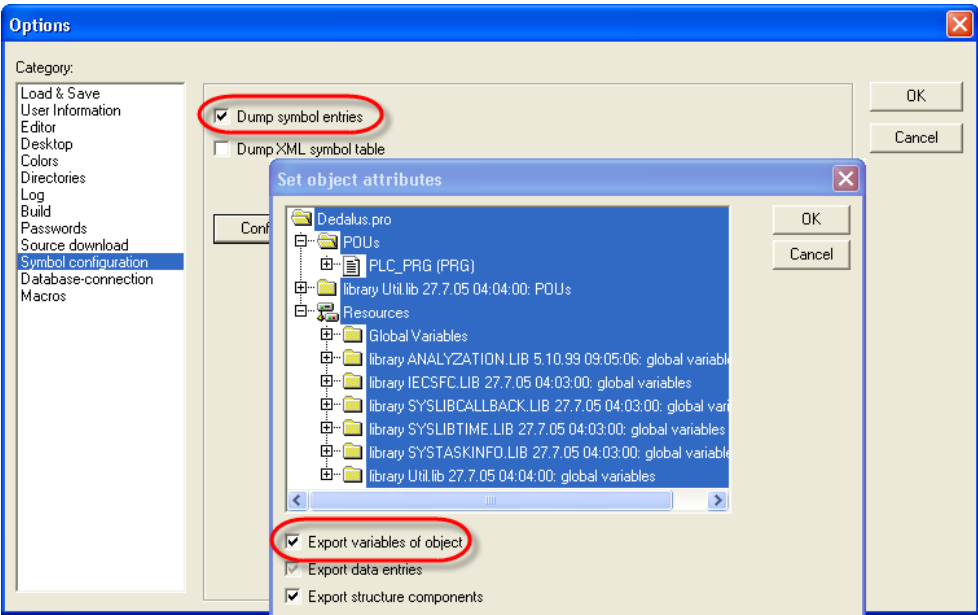 Options
Category:
Load & Save
User Information
Editor
Desktop
Colors
Directories
Log
Build
Passwords
Source download
Symbol configuration
Database-connection
Macros
Dump symbol entries
Dump XML symbol table
Conf
OK
Cancel
Set object attributes
Dedalus.pro
POUs
PLC_PRG (PRG)
library Util.lib 27.7.05 04:04:00: POUs
Resources
Global Variables
library ANALYZATION.LIB 5.10.99 09:05:06: global variabl
library IECSFC.LIB 27.7.05 04:03:00: global variables
library SYSLIBCALLBACK.LIB 27.7.05 04:03:00: global vari
library SYSLIBTIME.LIB 27.7.05 04:03:00: global variables
library SYSTASKINFO.LIB 27.7.05 04:03:00: global variable
library Util.lib 27.7.05 04:04:00: global variables
OK
Cancel
Export variables of object
Export data entries
Export structure components